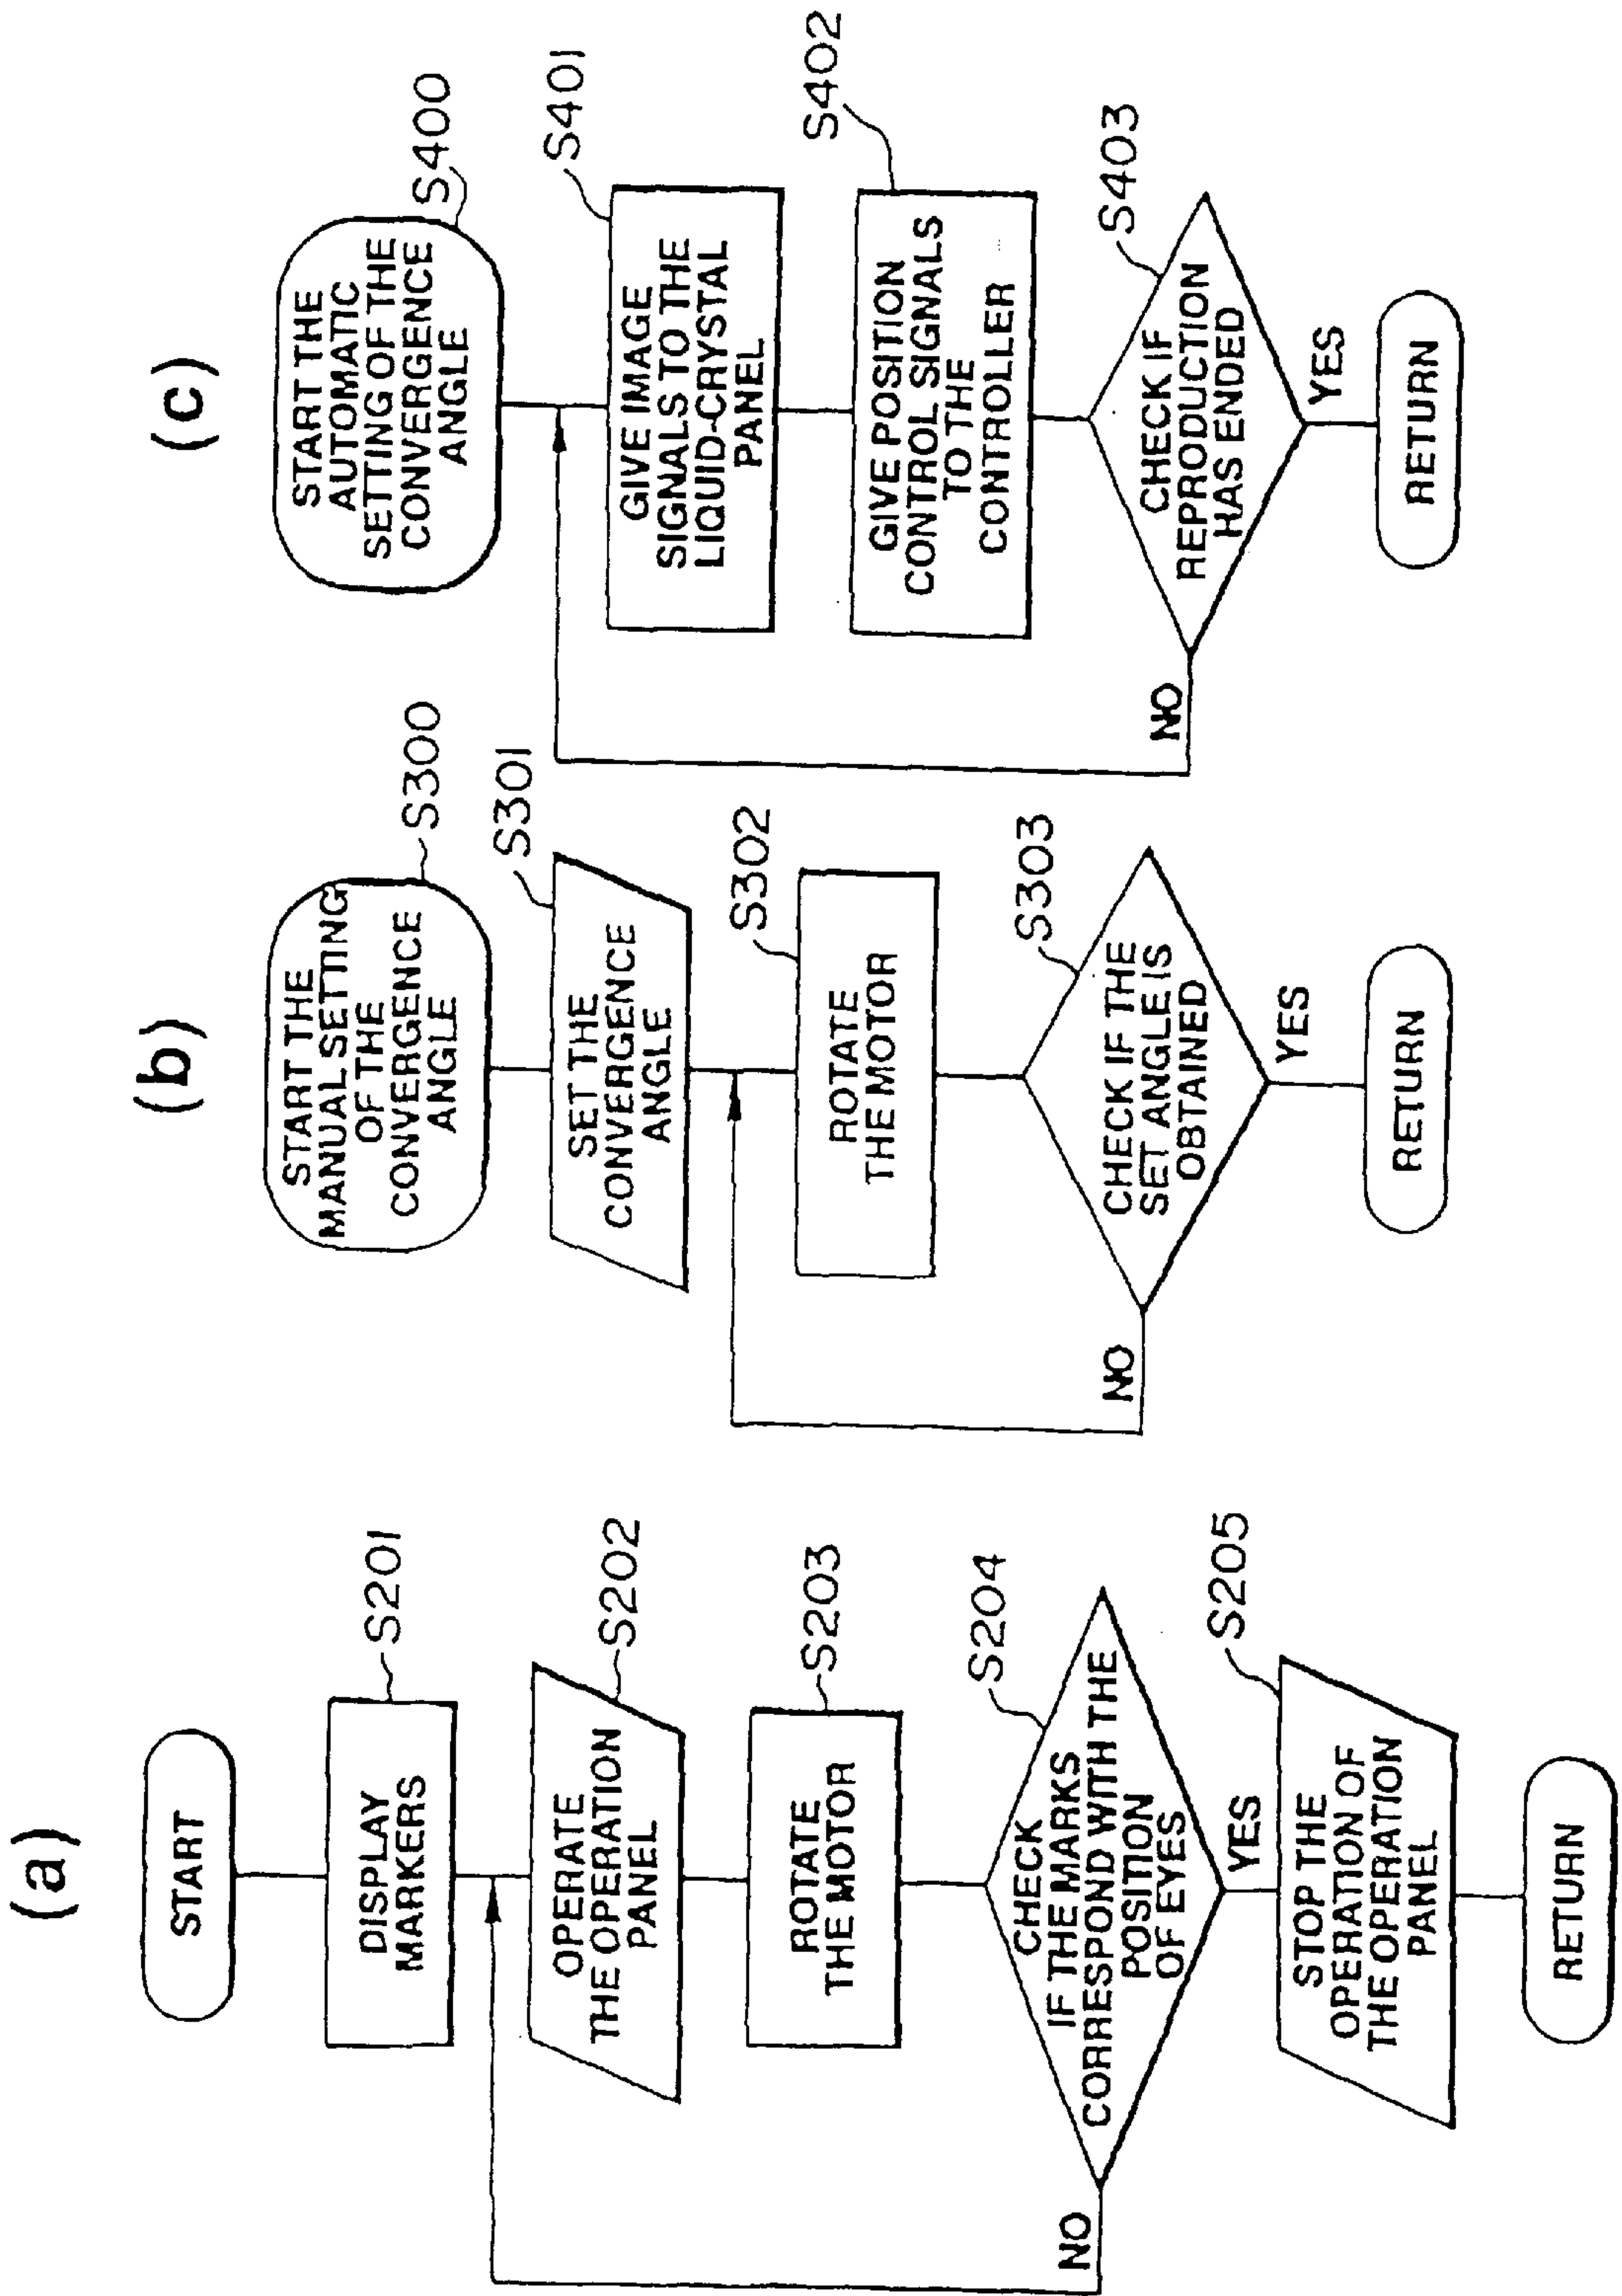 (a)
START
DISPLAY
MARKERS
S201
OPERATE
THE OPERATION
PANEL
S202
ROTATE
THE MOTOR
S203
CHECK
IF THE MARKS
CORRESPOND WITH THE
POSITION
OF EYES
S204
NO
YES
STOP THE
OPERATION OF
THE OPERATION
PANEL
S205
RETURN
(b)
START THE
MANUAL SETTING
OF THE
CONVERGENCE
ANGLE
S300
SET THE
CONVERGENCE
ANGLE
S301
ROTATE
THE MOTOR
S302
CHECK IF THE
SET ANGLE IS
OBTAINED
S303
NO
YES
RETURN
(c)
START THE
AUTOMATIC
SETTING OF THE
CONVERGENCE
ANGLE
S400
GIVE IMAGE
SIGNALS TO THE
LIQUID-CRYSTAL
PANEL
S401
GIVE POSITION
CONTROL SIGNALS
TO THE
CONTROLLER
S402
CHECK IF
REPRODUCTION
HAS ENDED
S403
NO
YES
RETURN